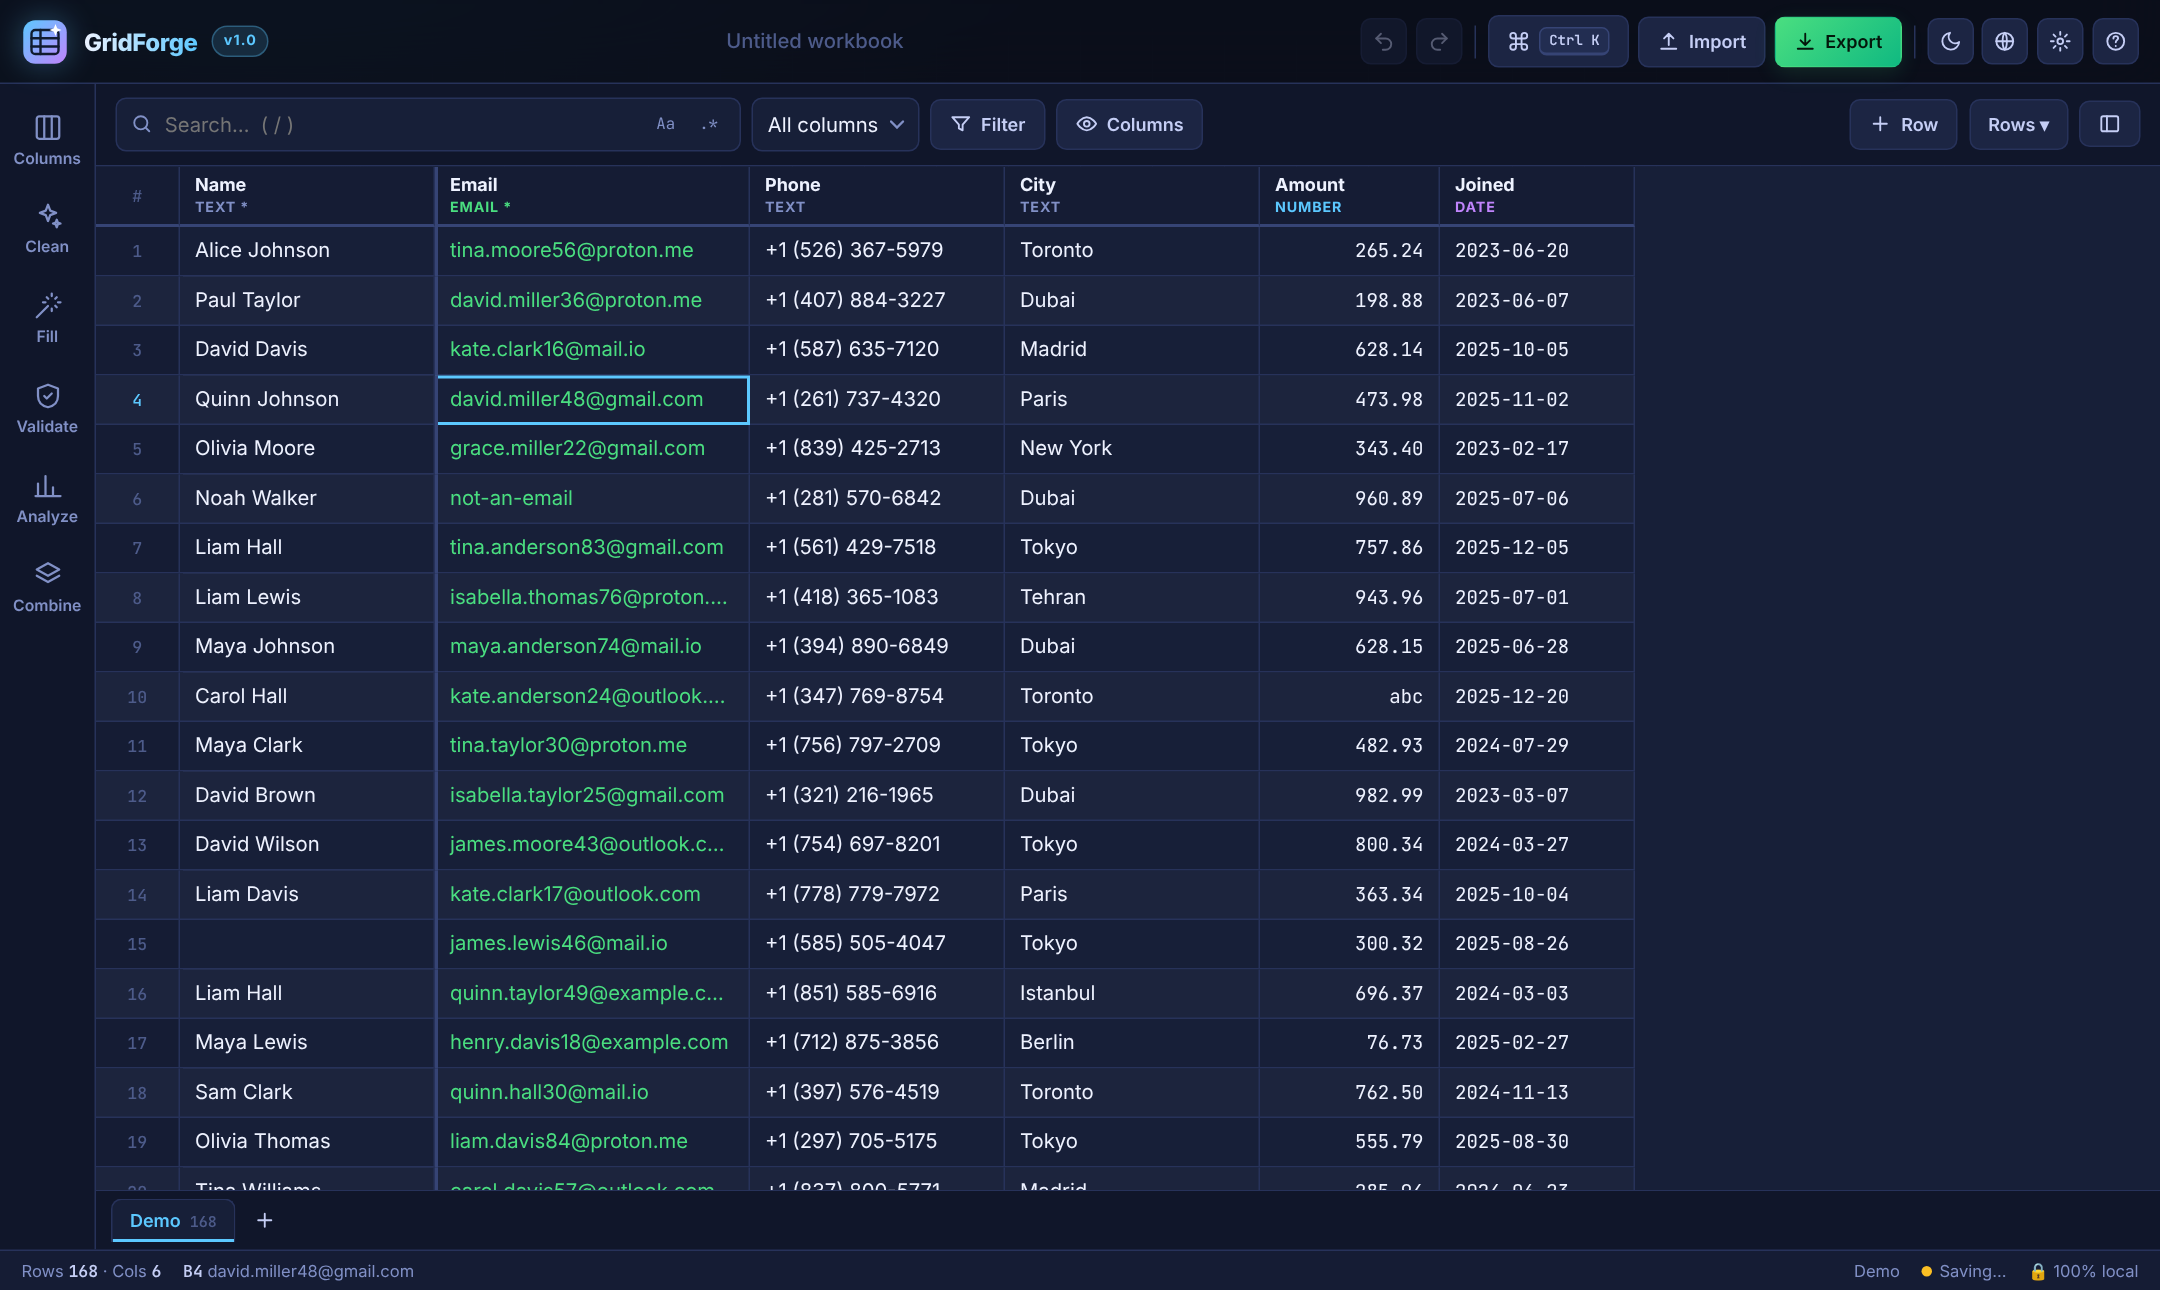 GridForge v1.0 Untitled workbook Ctrl K Import Export
Search... ( / ) Aa .* All columns Filter Columns + Row Rows ▾
Columns
Clean
Fill
Validate
Analyze
Combine
# Name Email Phone City Amount Joined
TEXT * EMAIL * TEXT TEXT NUMBER DATE
1 Alice Johnson tina.moore56@proton.me +1 (526) 367-5979 Toronto 265.24 2023-06-20
2 Paul Taylor david.miller36@proton.me +1 (407) 884-3227 Dubai 198.88 2023-06-07
3 David Davis kate.clark16@mail.io +1 (587) 635-7120 Madrid 628.14 2025-10-05
4 Quinn Johnson david.miller48@gmail.com +1 (261) 737-4320 Paris 473.98 2025-11-02
5 Olivia Moore grace.miller22@gmail.com +1 (839) 425-2713 New York 343.40 2023-02-17
6 Noah Walker not-an-email +1 (281) 570-6842 Dubai 960.89 2025-07-06
7 Liam Hall tina.anderson83@gmail.com +1 (561) 429-7518 Tokyo 757.86 2025-12-05
8 Liam Lewis isabella.thomas76@proton.... +1 (418) 365-1083 Tehran 943.96 2025-07-01
9 Maya Johnson maya.anderson74@mail.io +1 (394) 890-6849 Dubai 628.15 2025-06-28
10 Carol Hall kate.anderson24@outlook.... +1 (347) 769-8754 Toronto abc 2025-12-20
11 Maya Clark tina.taylor30@proton.me +1 (756) 797-2709 Tokyo 482.93 2024-07-29
12 David Brown isabella.taylor25@gmail.com +1 (321) 216-1965 Dubai 982.99 2023-03-07
13 David Wilson james.moore43@outlook.c... +1 (754) 697-8201 Tokyo 800.34 2024-03-27
14 Liam Davis kate.clark17@outlook.com +1 (778) 779-7972 Paris 363.34 2025-10-04
15 james.lewis46@mail.io +1 (585) 505-4047 Tokyo 300.32 2025-08-26
16 Liam Hall quinn.taylor49@example.c... +1 (851) 585-6916 Istanbul 696.37 2024-03-03
17 Maya Lewis henry.davis18@example.com +1 (712) 875-3856 Berlin 76.73 2025-02-27
18 Sam Clark quinn.hall30@mail.io +1 (397) 576-4519 Toronto 762.50 2024-11-13
19 Olivia Thomas liam.davis84@proton.me +1 (297) 705-5175 Tokyo 555.79 2025-08-30
20 Tina Williams carol.davis57@outlook.com Madrid
Demo 168 +
Rows 168 · Cols 6 B4 david.miller48@gmail.com Demo Saving... 100% local